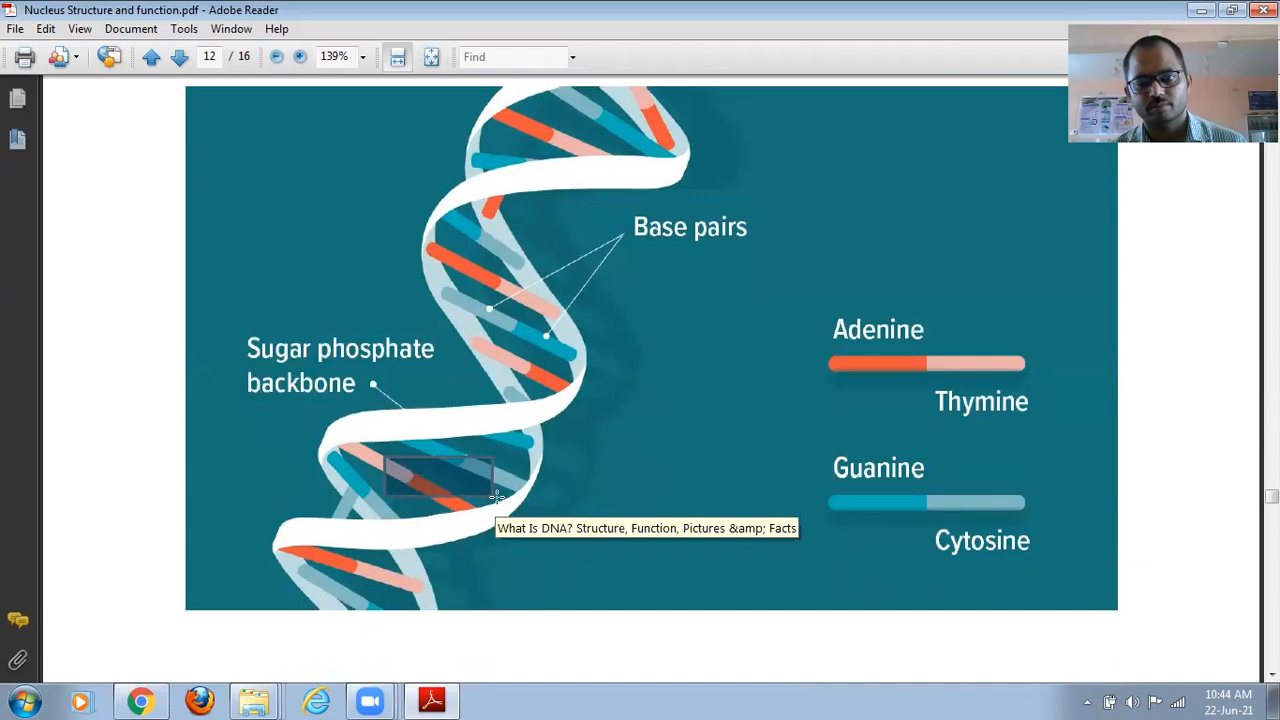 Nucleus Structure and function.pdf - Adobe Reader
File Edit View Document Tools Window Help
12 / 16 139% Find
Base pairs
Sugar phosphate
backbone
Adenine
Thymine
Guanine
Cytosine
What Is DNA? Structure, Function, Pictures &amp; Facts
10:44 AM
22-Jun-21